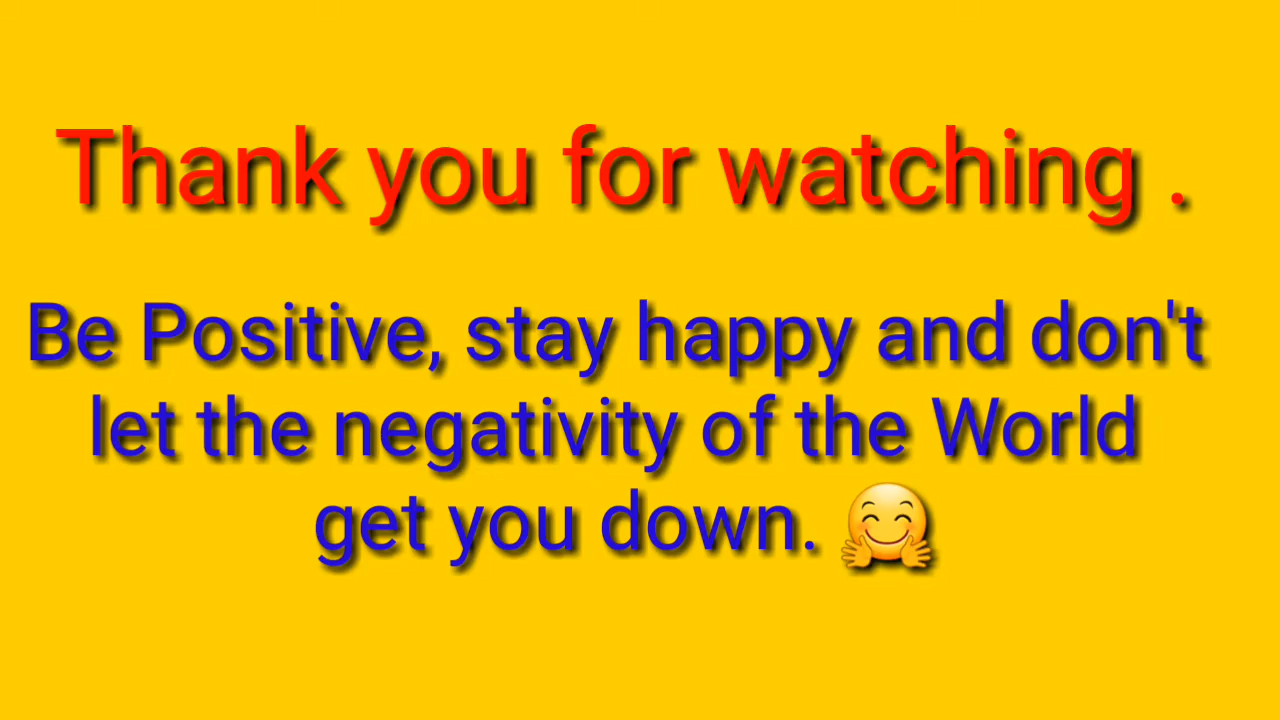 Thank you for watching .
Be Positive, stay happy and don't
let the negativity of the World
get you down. 🤗